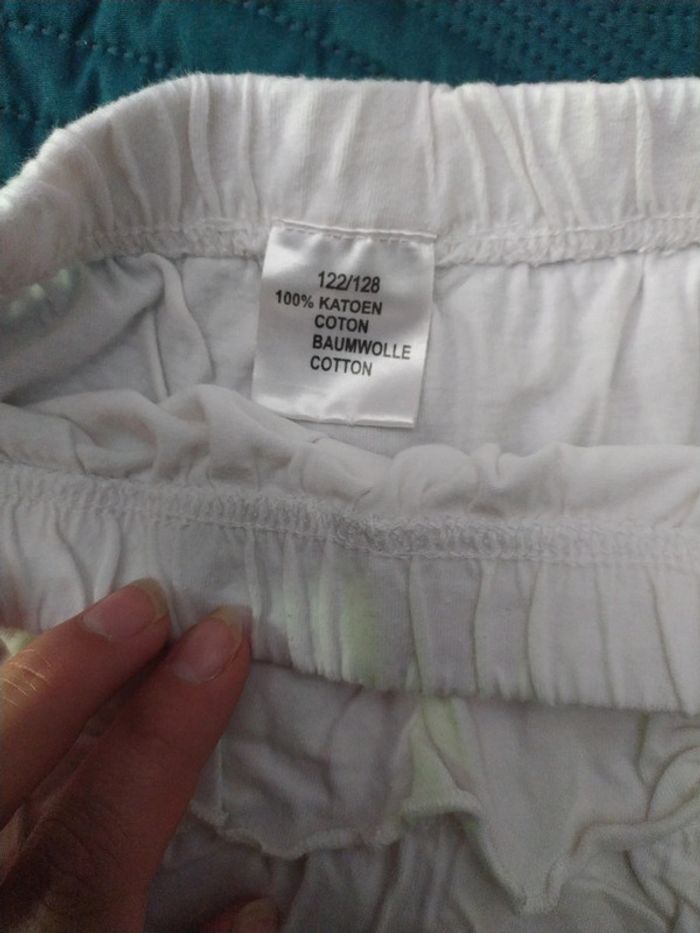 122/128
100% KATOEN
COTON
BAUMWOLLE
COTTON